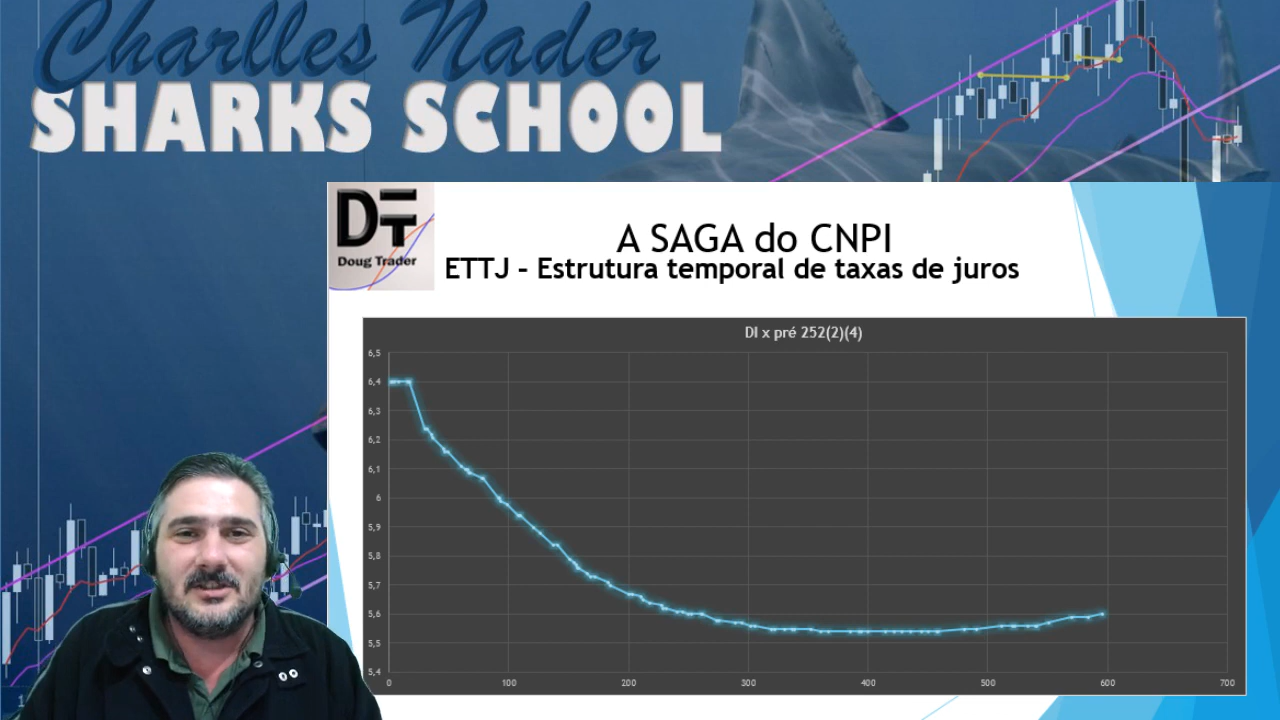 Charlles Nader
SHARKS SCHOOL
DT
Doug Trader
A SAGA do CNPI
ETTJ - Estrutura temporal de taxas de juros
DI x pré 252(2)(4)
6,5
6,4
6,3
6,2
6,1
6
5,9
5,8
5,7
5,6
5,5
5,4
0 100 200 300 400 500 600 700